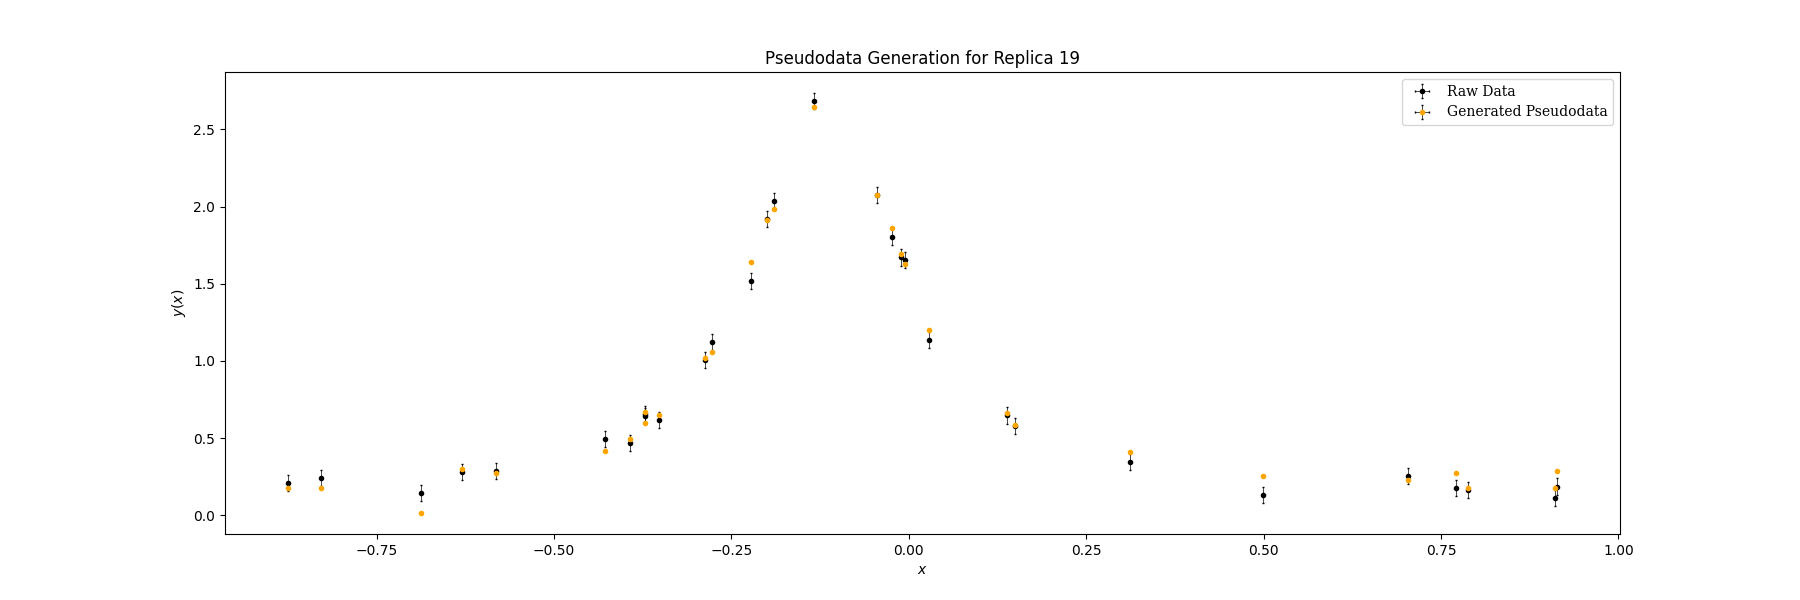 Pseudodata Generation for Replica 19
Raw Data
Generated Pseudodata
y(x)
2.5
2.0
1.5
1.0
0.5
0.0
−0.75
−0.50
−0.25
0.00
0.25
0.50
0.75
1.00
x